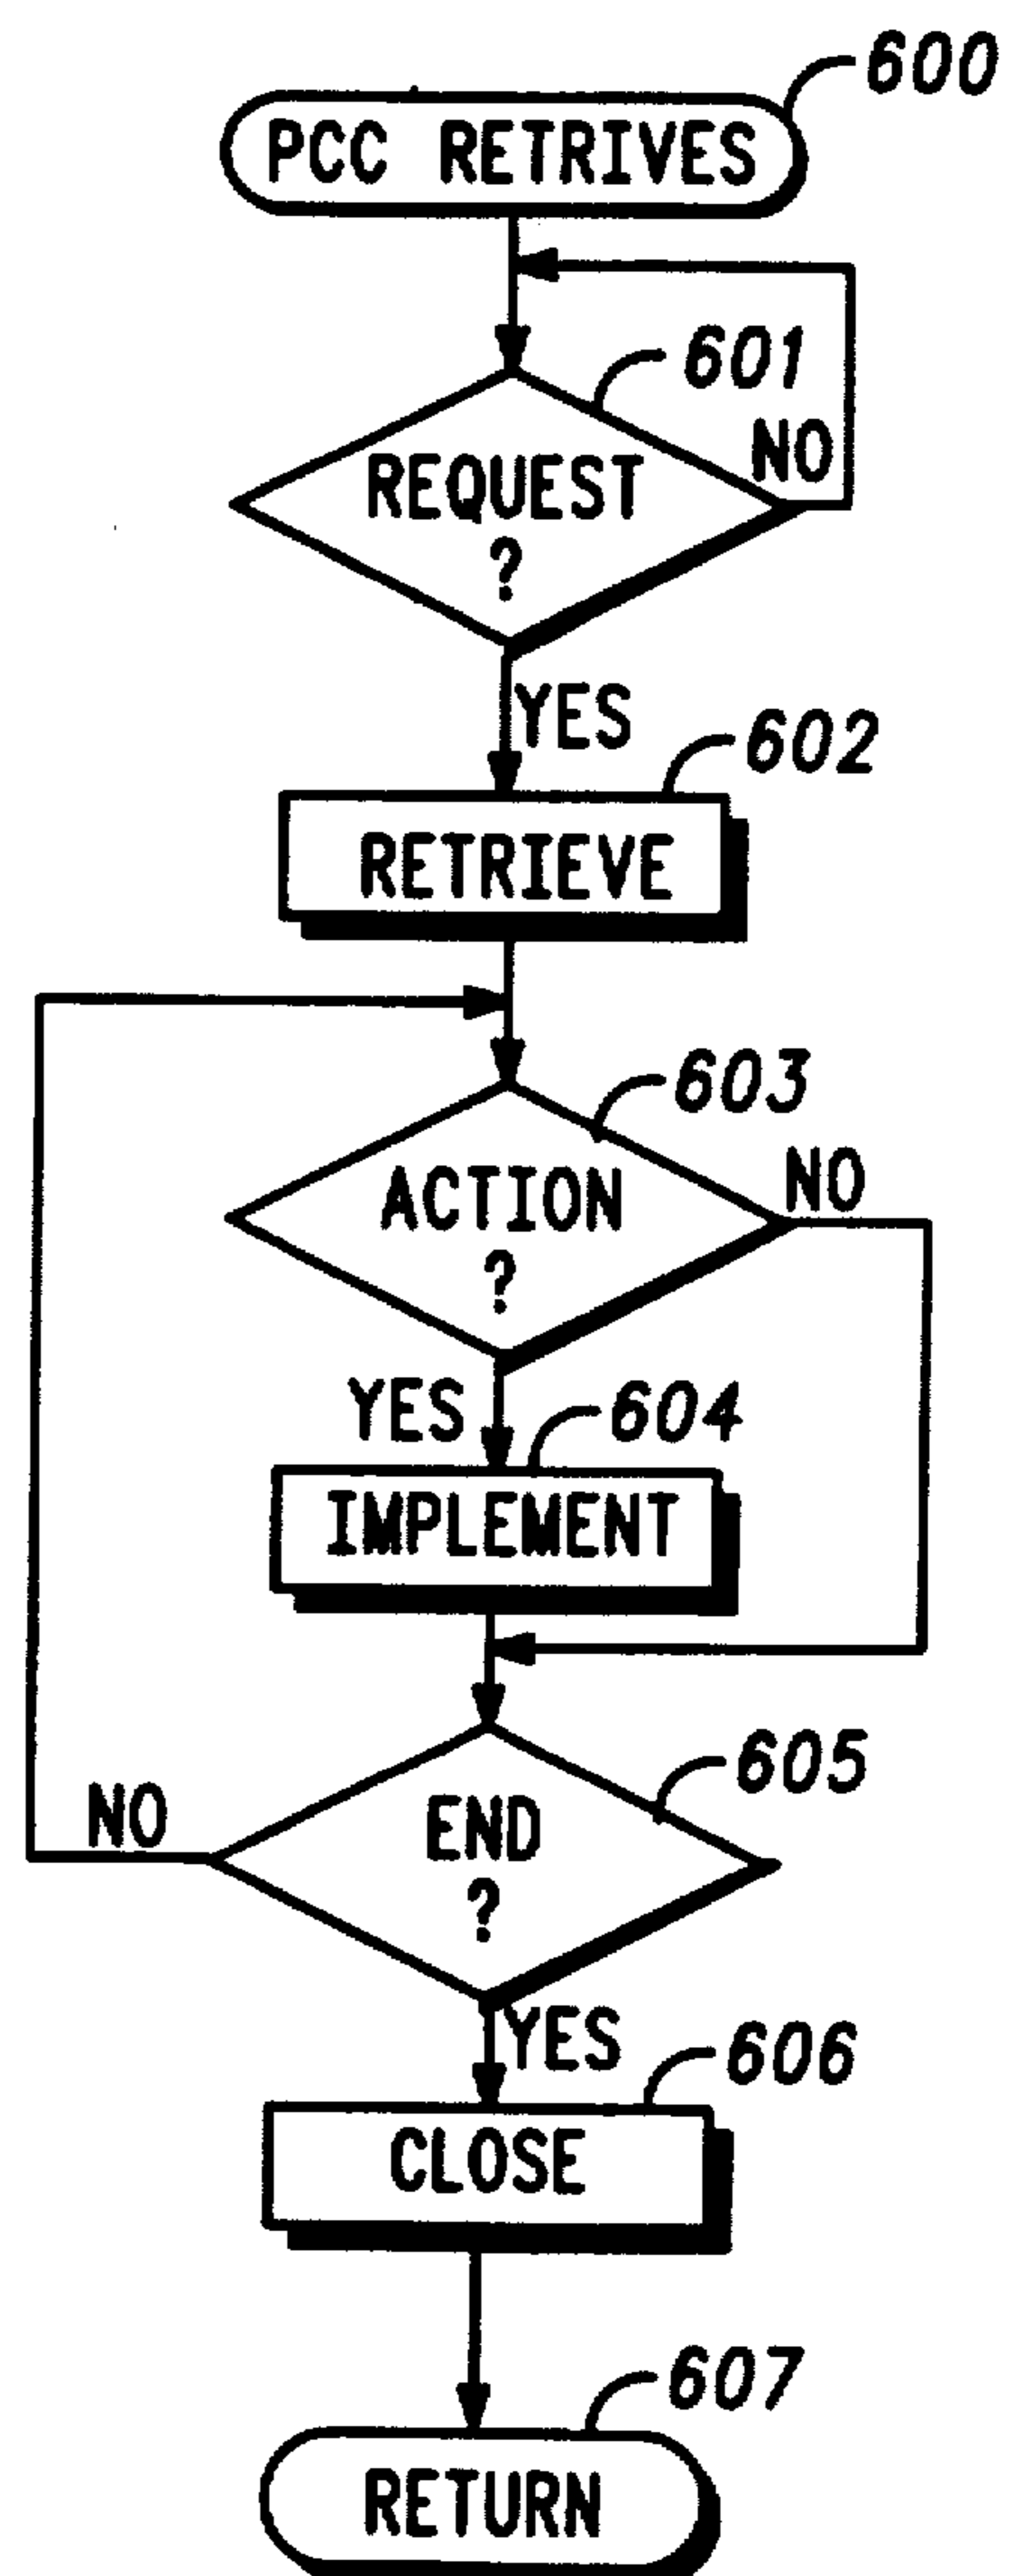 600
PCC RETRIVES
601
NO
REQUEST
?
YES
602
RETRIEVE
603
NO
ACTION
?
YES
604
IMPLEMENT
605
NO
END
?
YES
606
CLOSE
607
RETURN